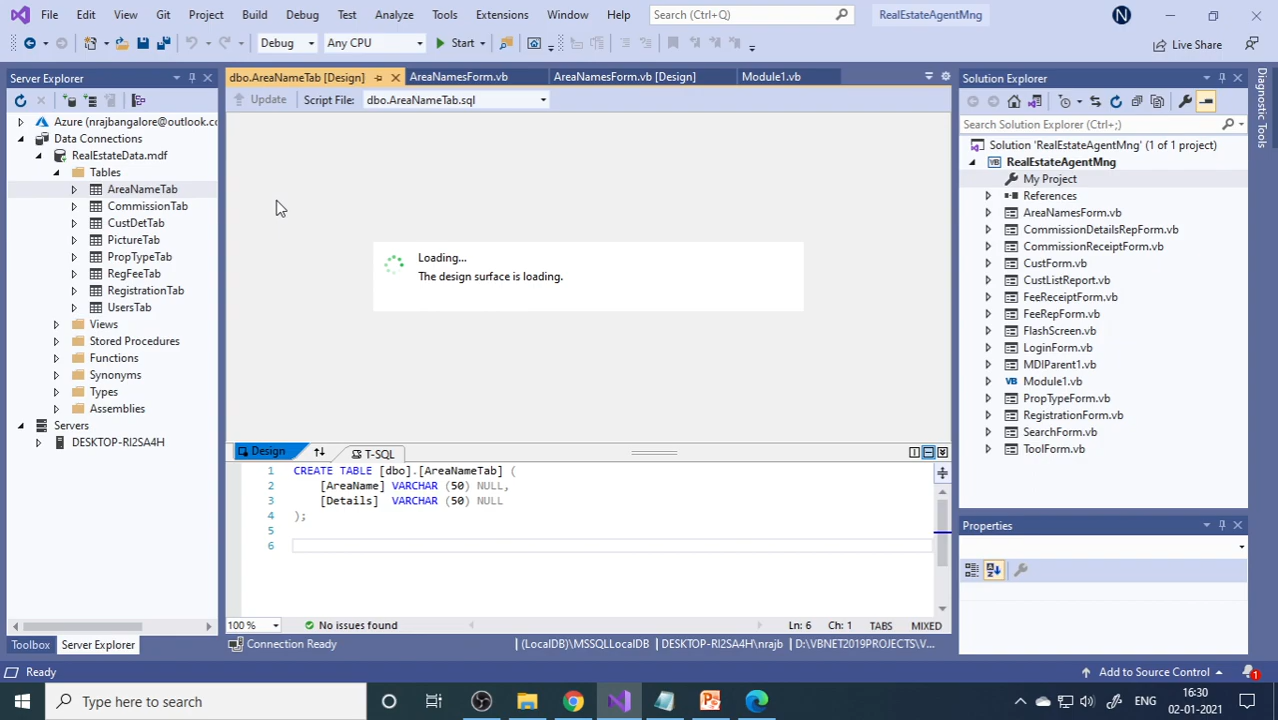 File Edit View Git Project Build Debug Test Analyze Tools Extensions Window Help Search (Ctrl+Q) RealEstateAgentMng N
Debug Any CPU Start Live Share
Server Explorer
Azure (nrajbangalore@outlook.cc
Data Connections
RealEstateData.mdf
Tables
AreaNameTab
CommissionTab
CustDetTab
PictureTab
PropTypeTab
RegFeeTab
RegistrationTab
UsersTab
Views
Stored Procedures
Functions
Synonyms
Types
Assemblies
Servers
DESKTOP-RI2SA4H
Toolbox Server Explorer
dbo.AreaNameTab [Design] AreaNamesForm.vb AreaNamesForm.vb [Design] Module1.vb
Update Script File: dbo.AreaNameTab.sql
Loading...
The design surface is loading.
Design T-SQL
1 CREATE TABLE [dbo].[AreaNameTab] (
2 [AreaName] VARCHAR (50) NULL,
3 [Details] VARCHAR (50) NULL
4 );
5
6
100 % No issues found Ln: 6 Ch: 1 TABS MIXED
Connection Ready (LocalDB)\MSSQLLocalDB DESKTOP-RI2SA4H\nrajb D:\VBNET2019PROJECTS\V...
Solution Explorer
Search Solution Explorer (Ctrl+;)
Solution 'RealEstateAgentMng' (1 of 1 project)
VB RealEstateAgentMng
My Project
References
AreaNamesForm.vb
CommissionDetailsRepForm.vb
CommissionReceiptForm.vb
CustForm.vb
CustListReport.vb
FeeReceiptForm.vb
FeeRepForm.vb
FlashScreen.vb
LoginForm.vb
MDIParent1.vb
VB Module1.vb
PropTypeForm.vb
RegistrationForm.vb
SearchForm.vb
ToolForm.vb
Properties
Diagnostic Tools
Ready Add to Source Control 1
Type here to search ENG 16:30
02-01-2021